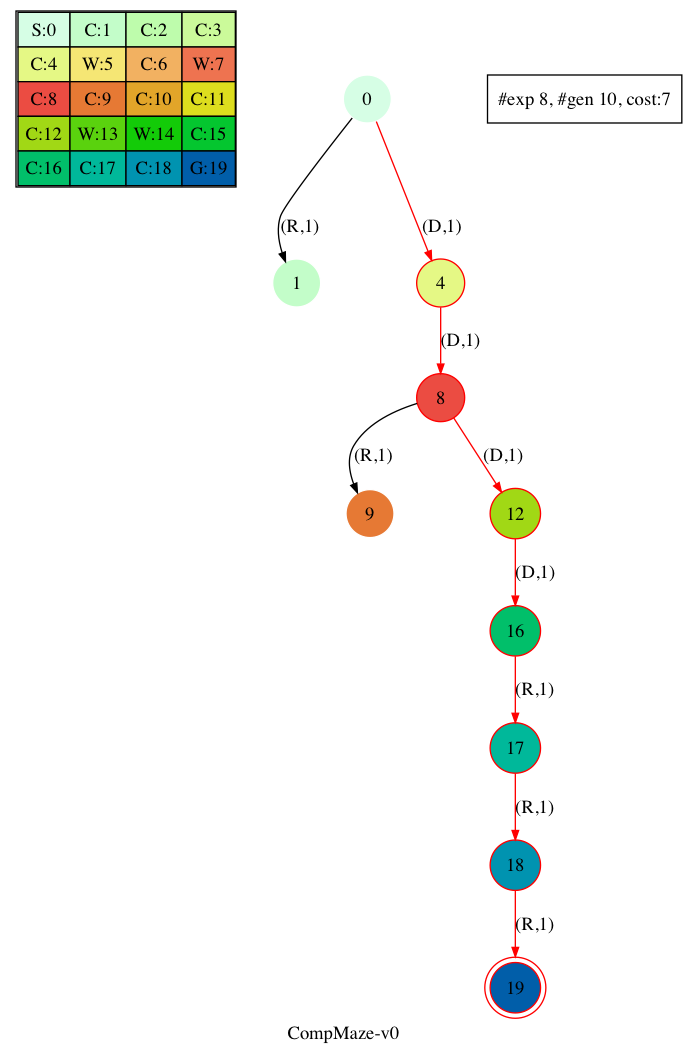 S:0 C:1 C:2 C:3
C:4 W:5 C:6 W:7
C:8 C:9 C:10 C:11
C:12 W:13 W:14 C:15
C:16 C:17 C:18 G:19
#exp 8, #gen 10, cost:7
0
(R,1) (D,1)
1 4
(D,1)
8
(R,1) (D,1)
9 12
(D,1)
16
(R,1)
17
(R,1)
18
(R,1)
19
CompMaze-v0